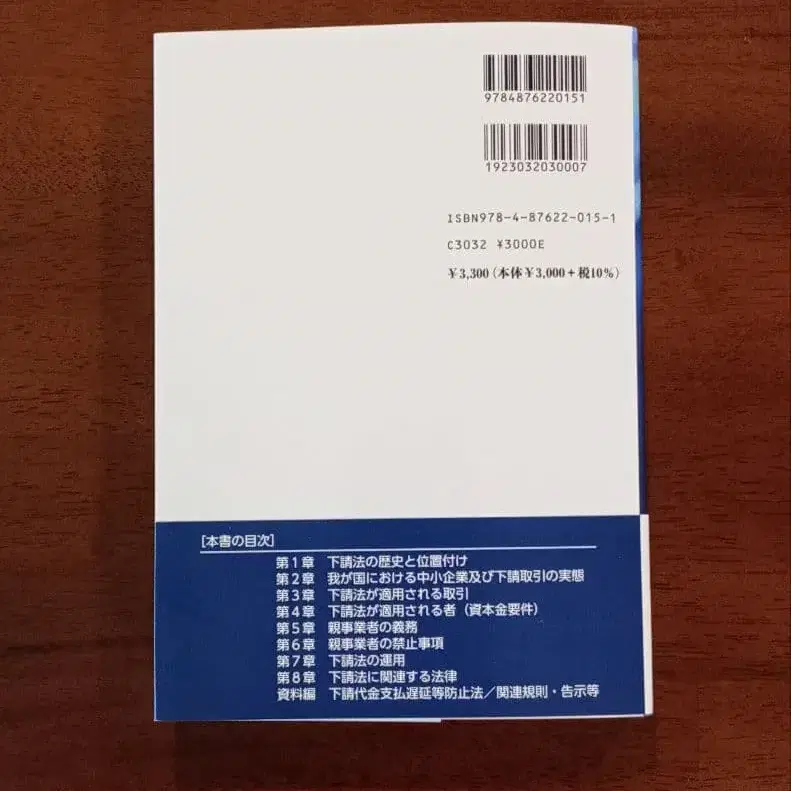 9784876220151
1923032030007
ISBN978-4-87622-015-1
C3032 ¥3000E
¥3,300(本体¥3,000+税10%)
[本書の目次]
第1章 下請法の歴史と位置付け
第2章 我が国における中小企業及び下請取引の実態
第3章 下請法が適用される取引
第4章 下請法が適用される者(資本金要件)
第5章 親事業者の義務
第6章 親事業者の禁止事項
第7章 下請法の運用
第8章 下請法に関連する法律
資料編 下請代金支払遅延等防止法/関連規則・告示等